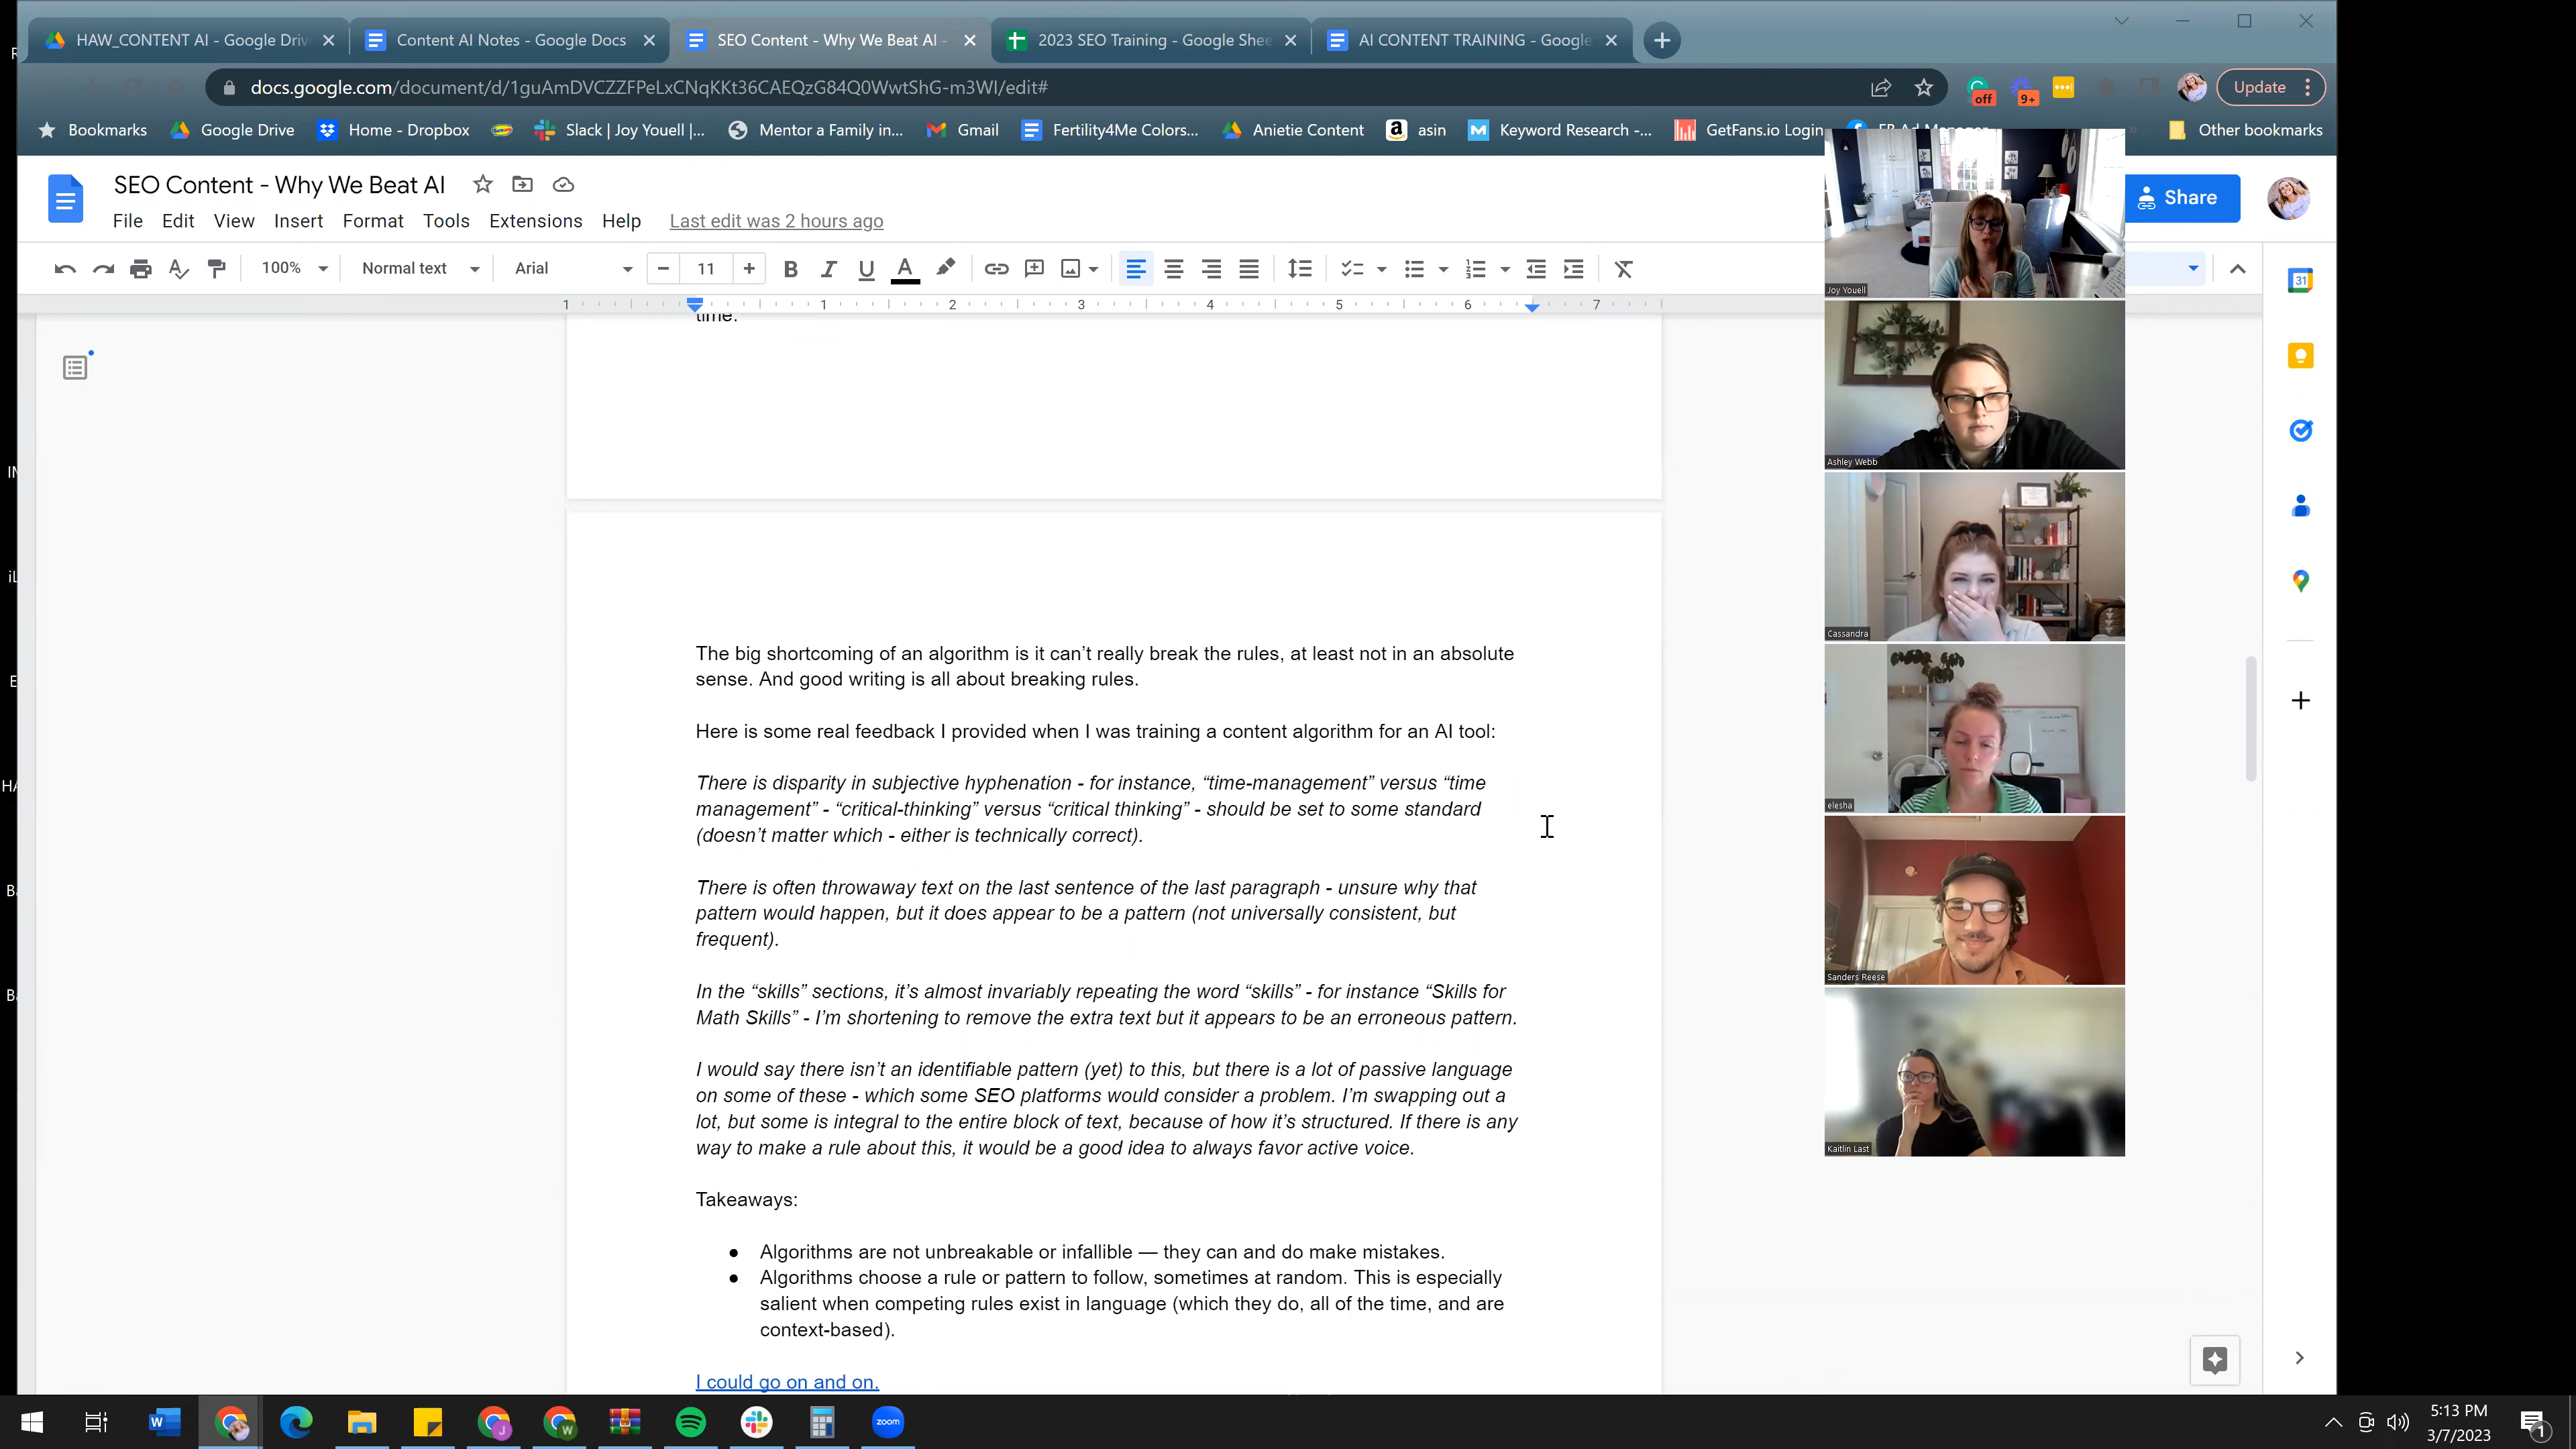 HAW_CONTENT AI - Google Driv
Content AI Notes - Google Docs
SEO Content - Why We Beat AI -
2023 SEO Training - Google Shee
AI CONTENT TRAINING - Google
docs.google.com/document/d/1guAmDVCZZFPeLxCNqKKt36CAEQzG84Q0WwtShG-m3WI/edit#
off
9+
Update
Bookmarks
Google Drive
Home - Dropbox
Slack | Joy Youell |...
Mentor a Family in...
Gmail
Fertility4Me Colors...
Anietie Content
asin
Keyword Research -...
GetFans.io Login
Other bookmarks
SEO Content - Why We Beat AI
Share
File Edit View Insert Format Tools Extensions Help Last edit was 2 hours ago
100% Normal text Arial 11
1 1 2 3 4 5 6 7
time.
The big shortcoming of an algorithm is it can’t really break the rules, at least not in an absolute
sense. And good writing is all about breaking rules.
Here is some real feedback I provided when I was training a content algorithm for an AI tool:
There is disparity in subjective hyphenation - for instance, “time-management” versus “time
management” - “critical-thinking” versus “critical thinking” - should be set to some standard
(doesn’t matter which - either is technically correct).
There is often throwaway text on the last sentence of the last paragraph - unsure why that
pattern would happen, but it does appear to be a pattern (not universally consistent, but
frequent).
In the “skills” sections, it’s almost invariably repeating the word “skills” - for instance “Skills for
Math Skills” - I’m shortening to remove the extra text but it appears to be an erroneous pattern.
I would say there isn’t an identifiable pattern (yet) to this, but there is a lot of passive language
on some of these - which some SEO platforms would consider a problem. I’m swapping out a
lot, but some is integral to the entire block of text, because of how it’s structured. If there is any
way to make a rule about this, it would be a good idea to always favor active voice.
Takeaways:
● Algorithms are not unbreakable or infallible — they can and do make mistakes.
● Algorithms choose a rule or pattern to follow, sometimes at random. This is especially
salient when competing rules exist in language (which they do, all of the time, and are
context-based).
I could go on and on.
Joy Youell
Ashley Webb
Cassandra
elesha
Sanders Reese
Kaitlin Last
31
zoom
5:13 PM
3/7/2023
1